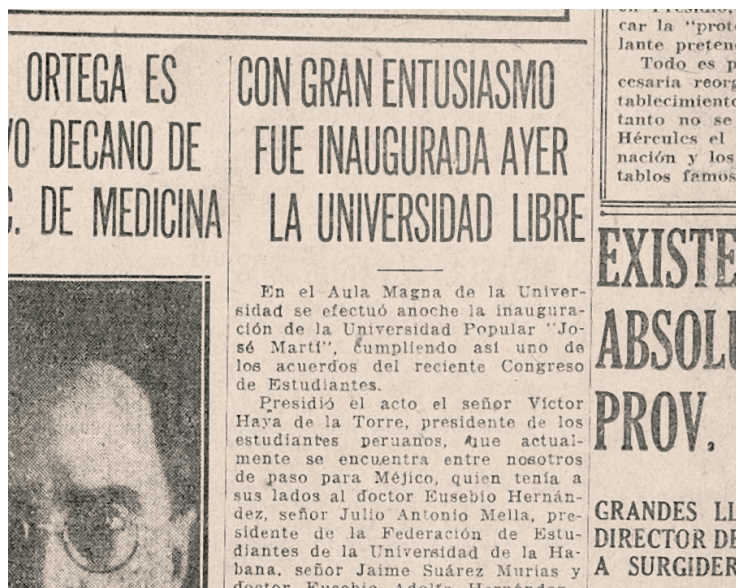 ORTEGA ES
VO DECANO DE
C. DE MEDICINA
CON GRAN ENTUSIASMO
FUE INAUGURADA AYER
LA UNIVERSIDAD LIBRE
En el Aula Magna de la Univer-
sidad se efectuó anoche la inaugura-
ción de la Universidad Popular "Jo-
sé Martí", cumpliendo así uno de
los acuerdos del reciente Congreso
de Estudiantes.
Presidió el acto el señor Víctor
Haya de la Torre, presidente de los
estudiantes peruanos, que actual-
mente se encuentra entre nosotros
de paso para Méjico, quien tenía a
sus lados al doctor Eusebio Hernán-
dez, señor Julio Antonio Mella, pre-
sidente de la Federación de Estu-
diantes de la Universidad de la Ha-
bana, señor Jaime Suárez Murias y
doctor Eusebio Adolfo Hernández,
car la "prot
lante preten
Todo es p
cesaria reorg
tablecimiento
tanto no se
Hércules el
nación y los
tablos famos
EXISTE
ABSOLU
PROV.
GRANDES LL
DIRECTOR DE
A SURGIDER